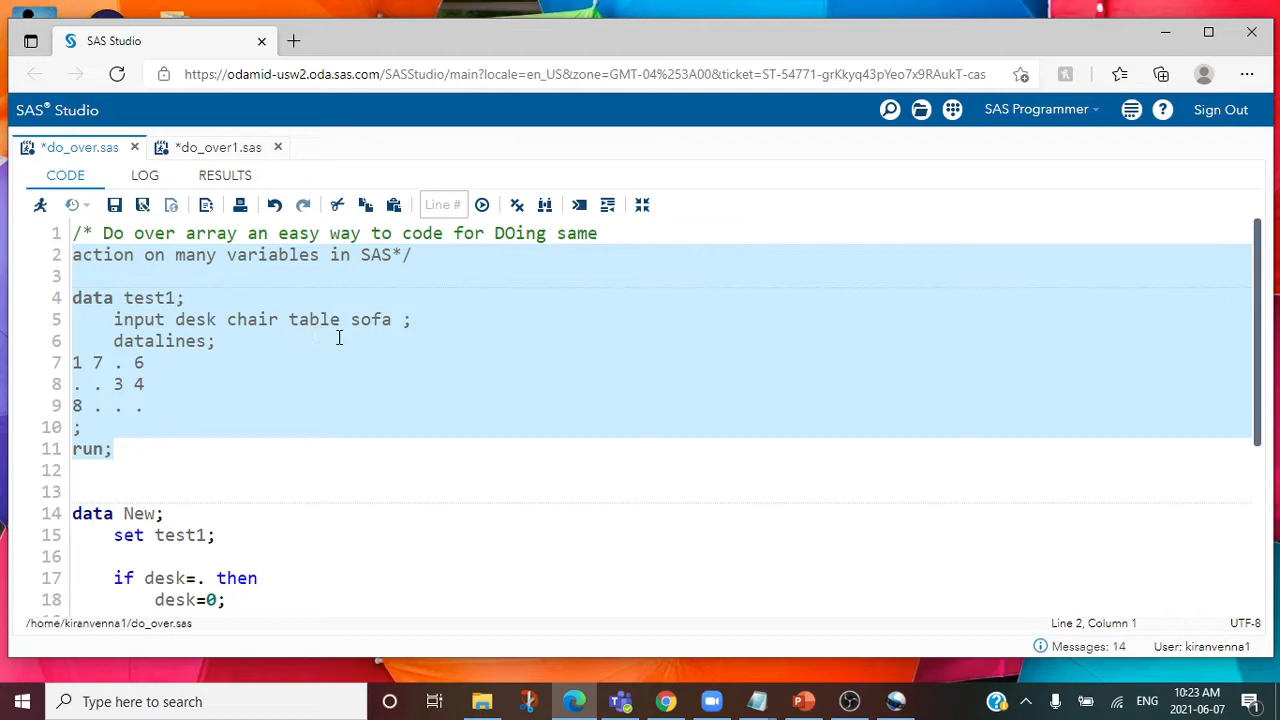 SAS Studio
https://odamid-usw2.oda.sas.com/SASStudio/main?locale=en_US&zone=GMT-04%253A00&ticket=ST-54771-grKkyq43pYeo7x9RAukT-cas
SAS® Studio
SAS Programmer
Sign Out
*do_over.sas
*do_over1.sas
CODE
LOG
RESULTS
Line #
1 /* Do over array an easy way to code for DOing same
2 action on many variables in SAS*/
3
4 data test1;
5 input desk chair table sofa ;
6 datalines;
7 1 7 . 6
8 . . 3 4
9 8 . . .
10 ;
11 run;
12
13
14 data New;
15 set test1;
16
17 if desk=. then
18 desk=0;
/home/kiranvenna1/do_over.sas
Line 2, Column 1
UTF-8
Messages: 14
User: kiranvenna1
Type here to search
ENG
10:23 AM
2021-06-07